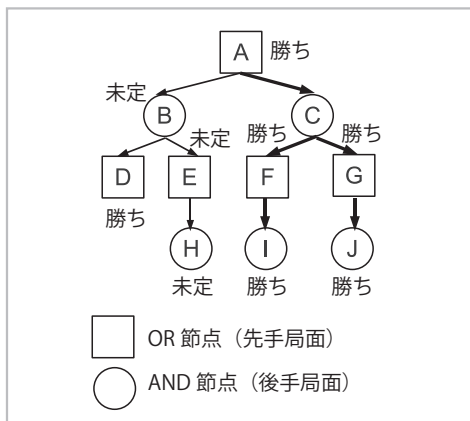 A 勝ち
未定
B C
未定 勝ち 勝ち
D E F G
勝ち
H I J
未定 勝ち 勝ち
OR 節点（先手局面）
AND 節点（後手局面）